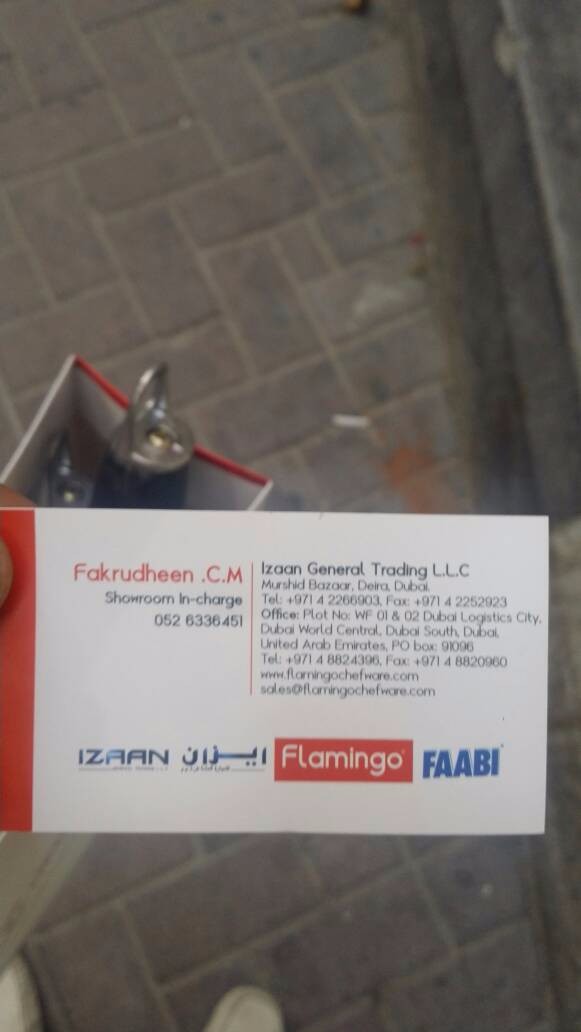 Fakrudheen .C.M
Showroom In-charge
052 6336451
Izaan General Trading L.L.C
Murshid Bazaar, Deira, Dubai.
Tel: +971 4 2266903, Fax: +971 4 2252923
Office: Plot No: WF 01 & 02 Dubai Logistics City,
Dubai World Central, Dubai South, Dubai,
United Arab Emirates, PO box: 91096
Tel: +971 4 8824396, Fax: +971 4 8820960
www.flamingochefware.com
sales@flamingochefware.com
IZAAN ايـــزان Flamingo FAABI